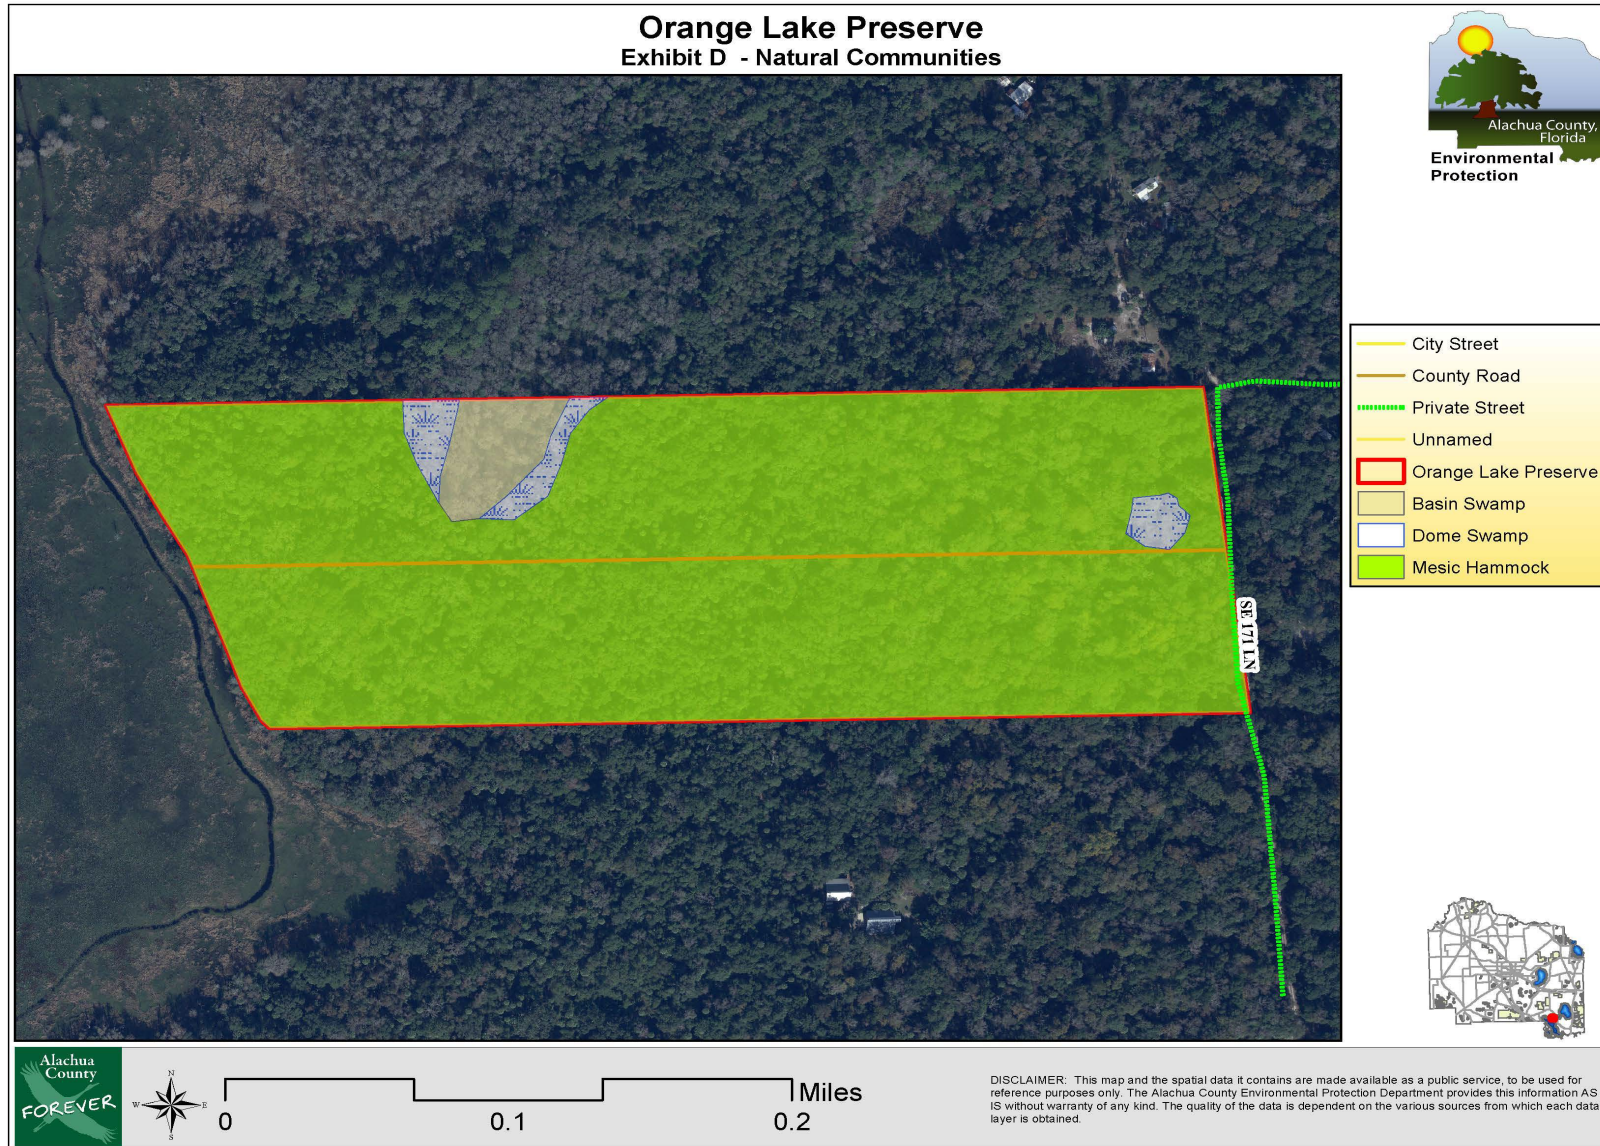 Orange Lake Preserve
Exhibit D - Natural Communities
Alachua County,
Florida
Environmental
Protection
City Street
County Road
Private Street
Unnamed
Orange Lake Preserve
Basin Swamp
Dome Swamp
Mesic Hammock
SE 171 LN
Alachua
County
FOREVER
N
W
E
S
0
0.1
0.2
Miles
DISCLAIMER: This map and the spatial data it contains are made available as a public service, to be used for
reference purposes only. The Alachua County Environmental Protection Department provides this information AS
IS without warranty of any kind. The quality of the data is dependent on the various sources from which each data
layer is obtained.